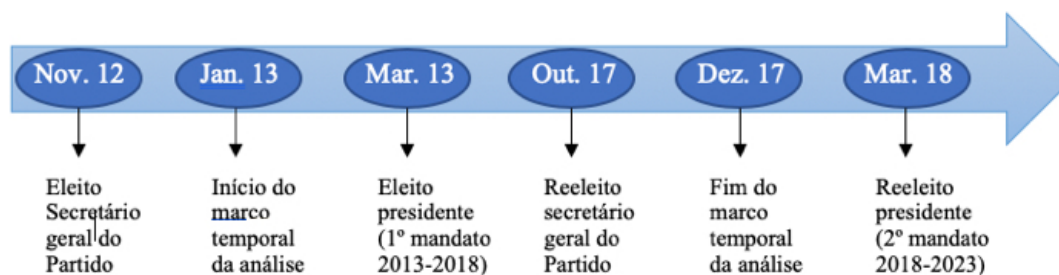 Nov. 12
Jan. 13
Mar. 13
Out. 17
Dez. 17
Mar. 18
Eleito
Secretário
geral do
Partido
Início do
marco
temporal
da análise
Eleito
presidente
(1º mandato
2013-2018)
Reeleito
secretário
geral do
Partido
Fim do
marco
temporal
da análise
Reeleito
presidente
(2º mandato
2018-2023)